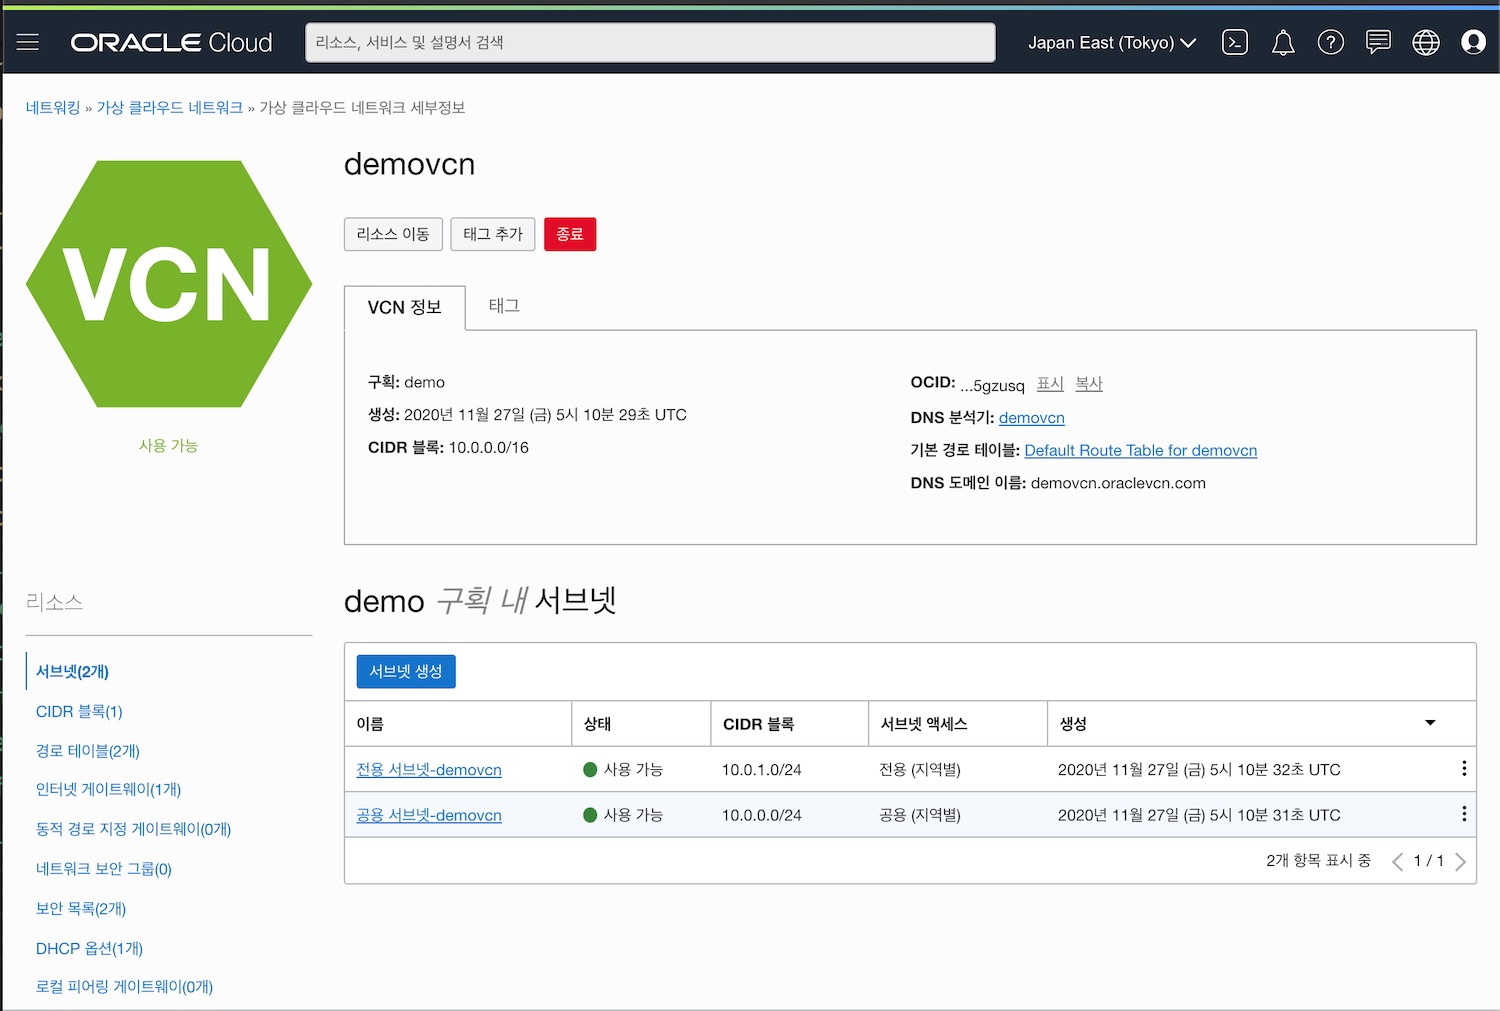 ORACLE Cloud
리소스, 서비스 및 설명서 검색
Japan East (Tokyo)
네트워킹 » 가상 클라우드 네트워크 » 가상 클라우드 네트워크 세부정보
VCN
사용 가능
demovcn
리소스 이동
태그 추가
종료
VCN 정보
태그
구획: demo
생성: 2020년 11월 27일 (금) 5시 10분 29초 UTC
CIDR 블록: 10.0.0.0/16
OCID: ...5gzusq 표시 복사
DNS 분석기: demovcn
기본 경로 테이블: Default Route Table for demovcn
DNS 도메인 이름: demovcn.oraclevcn.com
리소스
서브넷(2개)
CIDR 블록(1)
경로 테이블(2개)
인터넷 게이트웨이(1개)
동적 경로 지정 게이트웨이(0개)
네트워크 보안 그룹(0)
보안 목록(2개)
DHCP 옵션(1개)
로컬 피어링 게이트웨이(0개)
demo 구획 내 서브넷
서브넷 생성
이름 상태 CIDR 블록 서브넷 액세스 생성
전용 서브넷-demovcn 사용 가능 10.0.1.0/24 전용 (지역별) 2020년 11월 27일 (금) 5시 10분 32초 UTC
공용 서브넷-demovcn 사용 가능 10.0.0.0/24 공용 (지역별) 2020년 11월 27일 (금) 5시 10분 31초 UTC
2개 항목 표시 중 1 / 1